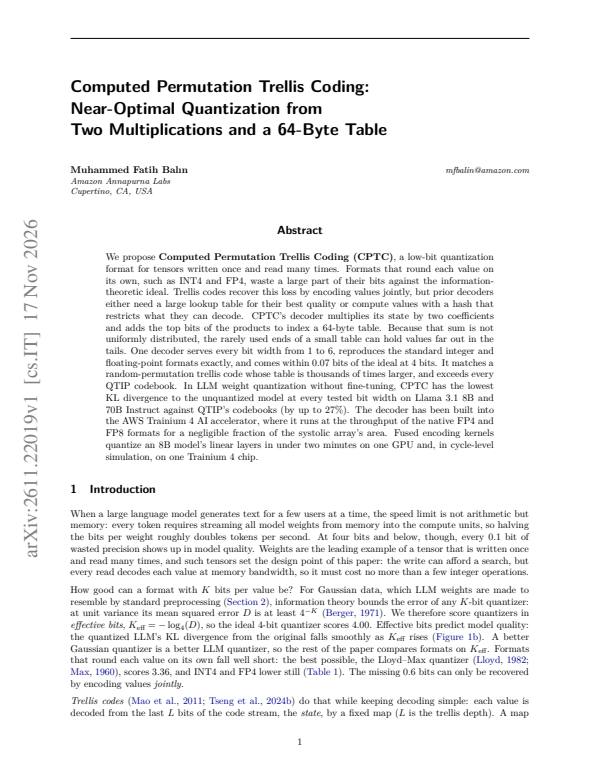 Computed Permutation Trellis Coding:
Near-Optimal Quantization from
Two Multiplications and a 64-Byte Table
Muhammed Fatih Balın mfbalin@amazon.com
Amazon Annapurna Labs
Cupertino, CA, USA
Abstract
We propose Computed Permutation Trellis Coding (CPTC), a low-bit quantization
format for tensors written once and read many times. Formats that round each value on
its own, such as INT4 and FP4, waste a large part of their bits against the information-
theoretic ideal. Trellis codes recover this loss by encoding values jointly, but prior decoders
either need a large lookup table for their best quality or compute values with a hash that
restricts what they can decode. CPTC's decoder multiplies its state by two coefficients
and adds the top bits of the products to index a 64-byte table. Because that sum is not
uniformly distributed, the rarely used ends of a small table can hold values far out in the
tails. One decoder serves every bit width from 1 to 6, reproduces the standard integer and
floating-point formats exactly, and comes within 0.07 bits of the ideal at 4 bits. It matches a
random-permutation trellis code whose table is thousands of times larger, and exceeds every
QTIP codebook. In LLM weight quantization without fine-tuning, CPTC has the lowest
KL divergence to the unquantized model at every tested bit width on Llama 3.1 8B and
70B Instruct against QTIP's codebooks (by up to 27%). The decoder has been built into
the AWS Trainium 4 AI accelerator, where it runs at the throughput of the native FP4 and
FP8 formats for a negligible fraction of the systolic array's area. Fused encoding kernels
quantize an 8B model's linear layers in under two minutes on one GPU and, in cycle-level
simulation, on one Trainium 4 chip.
1 Introduction
When a large language model generates text for a few users at a time, the speed limit is not arithmetic but
memory: every token requires streaming all model weights from memory into the compute units, so halving
the bits per weight roughly doubles tokens per second. At four bits and below, though, every 0.1 bit of
wasted precision shows up in model quality. Weights are the leading example of a tensor that is written once
and read many times, and such tensors set the design point of this paper: the write can afford a search, but
every read decodes each value at memory bandwidth, so it must cost no more than a few integer operations.
How good can a format with K bits per value be? For Gaussian data, which LLM weights are made to
resemble by standard preprocessing (Section 2), information theory bounds the error of any K-bit quantizer:
at unit variance its mean squared error D is at least 4⁻ᴷ (Berger, 1971). We therefore score quantizers in
effective bits, K_eff = − log₄(D), so the ideal 4-bit quantizer scores 4.00. Effective bits predict model quality:
the quantized LLM's KL divergence from the original falls smoothly as K_eff rises (Figure 1b). A better
Gaussian quantizer is a better LLM quantizer, so the rest of the paper compares formats on K_eff. Formats
that round each value on its own fall well short: the best possible, the Lloyd–Max quantizer (Lloyd, 1982;
Max, 1960), scores 3.36, and INT4 and FP4 lower still (Table 1). The missing 0.6 bits can only be recovered
by encoding values jointly.
Trellis codes (Mao et al., 2011; Tseng et al., 2024b) do that while keeping decoding simple: each value is
decoded from the last L bits of the code stream, the state, by a fixed map (L is the trellis depth). A map
1
arXiv:2611.22019v1 [cs.IT] 17 Nov 2026